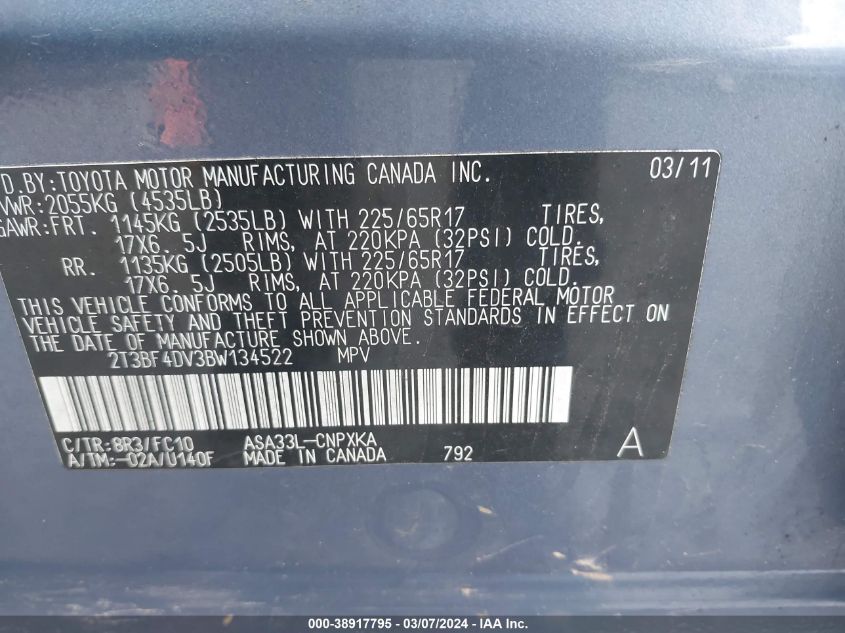 D.BY:TOYOTA MOTOR MANUFACTURING CANADA INC. 03/11
VWR:2055KG (4535LB)
GAWR:FRT. 1145KG (2535LB) WITH 225/65R17 TIRES,
17X6. 5J RIMS, AT 220KPA (32PSI) COLD.
RR. 1135KG (2505LB) WITH 225/65R17 TIRES,
17X6. 5J RIMS, AT 220KPA (32PSI) COLD.
THIS VEHICLE CONFORMS TO ALL APPLICABLE FEDERAL MOTOR
VEHICLE SAFETY AND THEFT PREVENTION STANDARDS IN EFFECT ON
THE DATE OF MANUFACTURE SHOWN ABOVE.
2T3BF4DV3BW134522 MPV
C/TR:8R3/FC10 ASA33L-CNPXKA
A/TM:-02A/U140F MADE IN CANADA 792 A
000-38917795 - 03/07/2024 - IAA Inc.